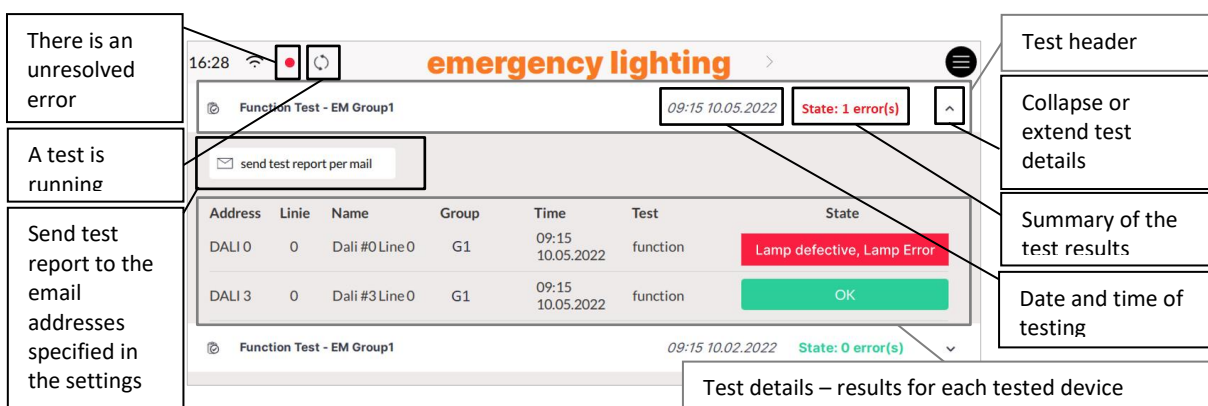 There is an
unresolved
error
A test is
running
Send test
report to the
email
addresses
specified in
the settings
16:28
emergency lighting
Function Test - EM Group1 09:15 10.05.2022 State: 1 error(s)
send test report per mail
Address Linie Name Group Time Test State
DALI 0 0 Dali #0 Line 0 G1 09:15 10.05.2022 function Lamp defective, Lamp Error
DALI 3 0 Dali #3 Line 0 G1 09:15 10.05.2022 function OK
Function Test - EM Group1 09:15 10.02.2022 State: 0 error(s)
Test header
Collapse or
extend test
details
Summary of the
test results
Date and time of
testing
Test details – results for each tested device